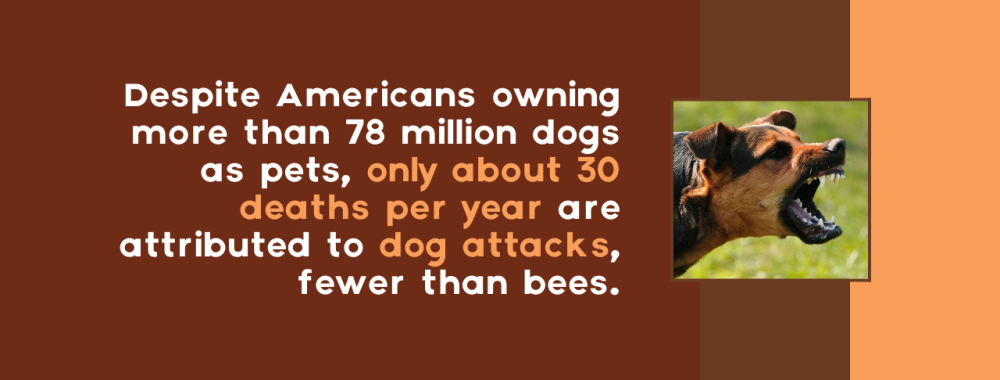 Despite Americans owning
more than 78 million dogs
as pets, only about 30
deaths per year are
attributed to dog attacks,
fewer than bees.